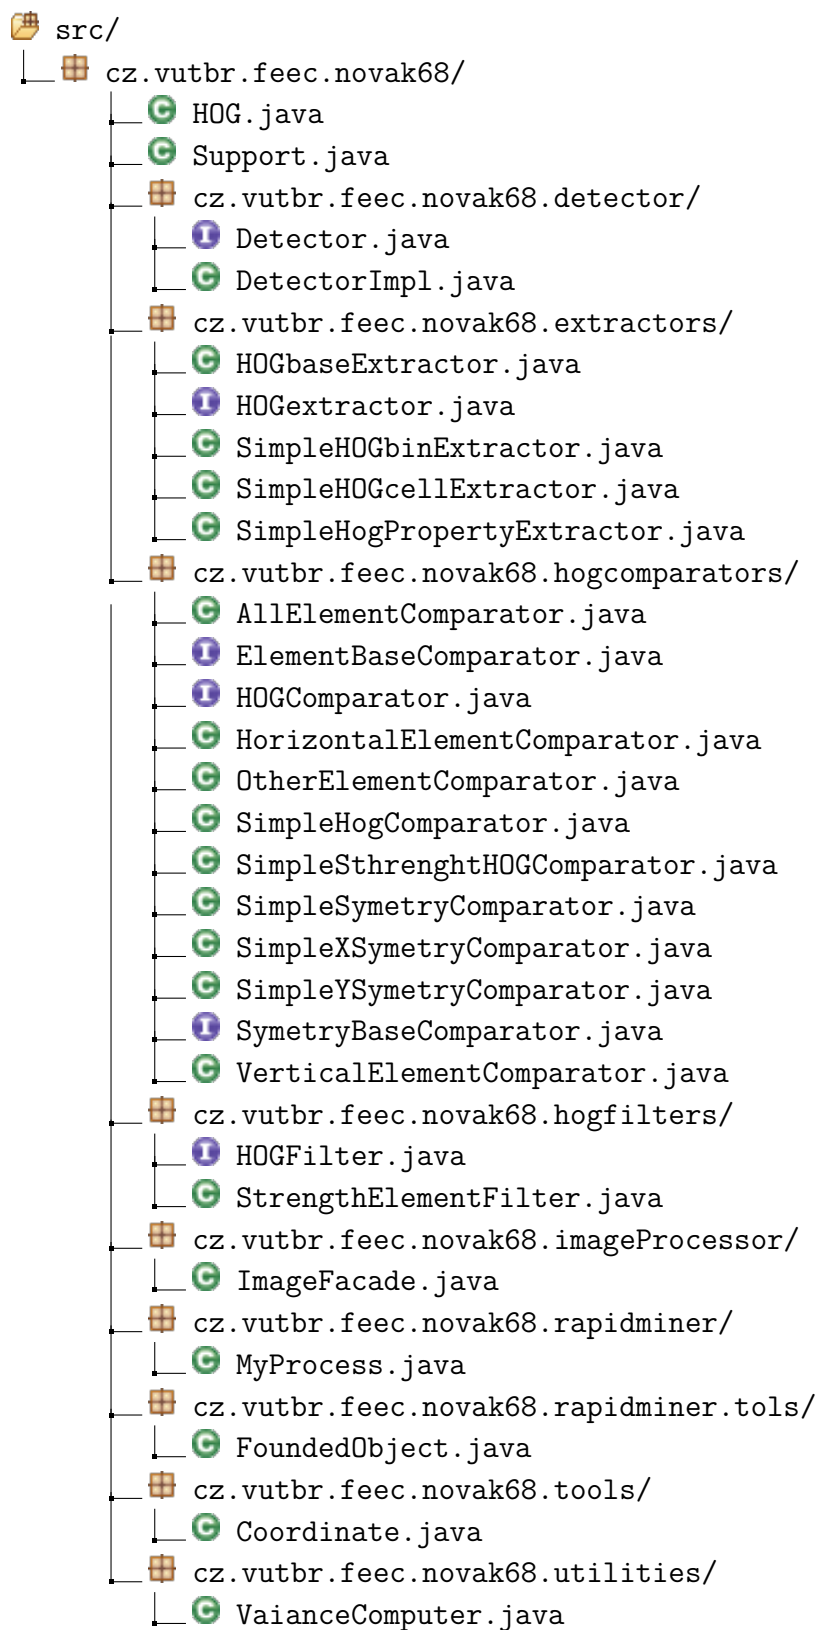 src/
cz.vutbr.feec.novak68/
C HOG.java
C Support.java
cz.vutbr.feec.novak68.detector/
I Detector.java
C DetectorImpl.java
cz.vutbr.feec.novak68.extractors/
C HOGbaseExtractor.java
I HOGextractor.java
C SimpleHOGbinExtractor.java
C SimpleHOGcellExtractor.java
C SimpleHogPropertyExtractor.java
cz.vutbr.feec.novak68.hogcomparators/
C AllElementComparator.java
I ElementBaseComparator.java
I HOGComparator.java
C HorizontalElementComparator.java
C OtherElementComparator.java
C SimpleHogComparator.java
C SimpleSthrenghtHOGComparator.java
C SimpleSymetryComparator.java
C SimpleXSymetryComparator.java
C SimpleYSymetryComparator.java
I SymetryBaseComparator.java
C VerticalElementComparator.java
cz.vutbr.feec.novak68.hogfilters/
I HOGFilter.java
C StrengthElementFilter.java
cz.vutbr.feec.novak68.imageProcessor/
C ImageFacade.java
cz.vutbr.feec.novak68.rapidminer/
C MyProcess.java
cz.vutbr.feec.novak68.rapidminer.tols/
C FoundedObject.java
cz.vutbr.feec.novak68.tools/
C Coordinate.java
cz.vutbr.feec.novak68.utilities/
C VaianceComputer.java